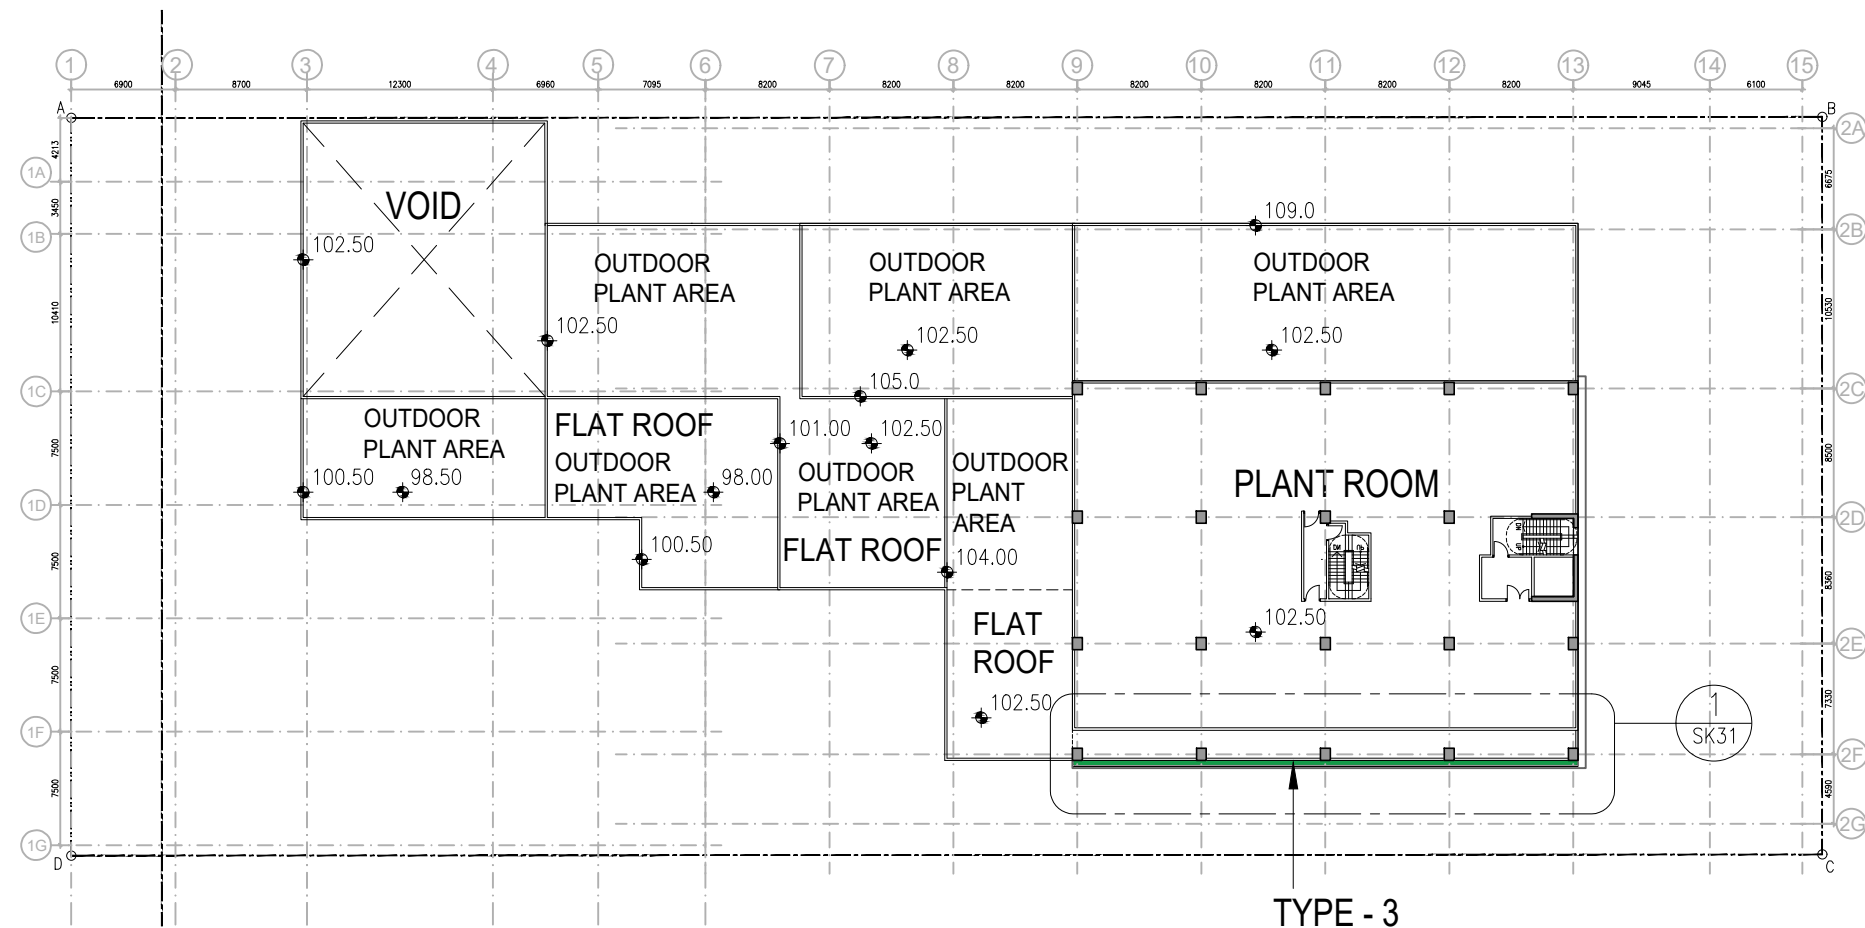 1 2 3 4 5 6 7 8 9 10 11 12 13 14 15
6900 8700 12300 6960 7095 8200 8200 8200 8200 8200 8200 8200 9045 6100
A B
2A
4213
1A
6675
3450
VOID
109.0
1B 2B
102.50
OUTDOOR OUTDOOR OUTDOOR
PLANT AREA PLANT AREA PLANT AREA
10410 10530
102.50 102.50 102.50
105.0
1C 2C
OUTDOOR FLAT ROOF
PLANT AREA 101.00 102.50
7500 8500
OUTDOOR OUTDOOR OUTDOOR
PLANT AREA PLANT AREA PLANT
AREA
100.50 98.50 98.00 PLANT ROOM
1D 2D
DN UP
100.50 FLAT ROOF 104.00 DN UP
7500 8360
102.50
1E FLAT 2E
ROOF
7500 102.50 7330
1
SK31
1F 2F
7500 4590
1G 2G
D C
TYPE - 3